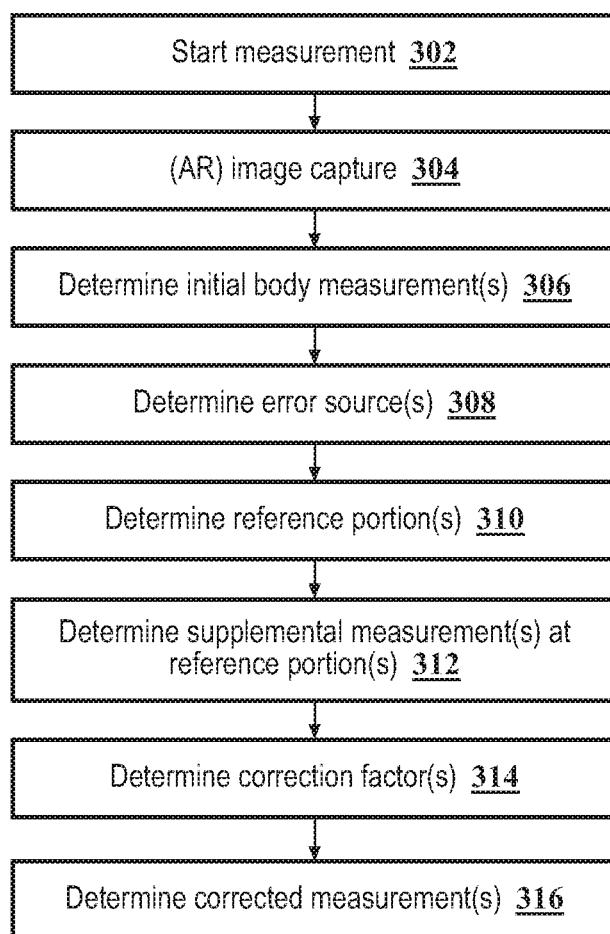 Start measurement 302
(AR) image capture 304
Determine initial body measurement(s) 306
Determine error source(s) 308
Determine reference portion(s) 310
Determine supplemental measurement(s) at
reference portion(s) 312
Determine correction factor(s) 314
Determine corrected measurement(s) 316